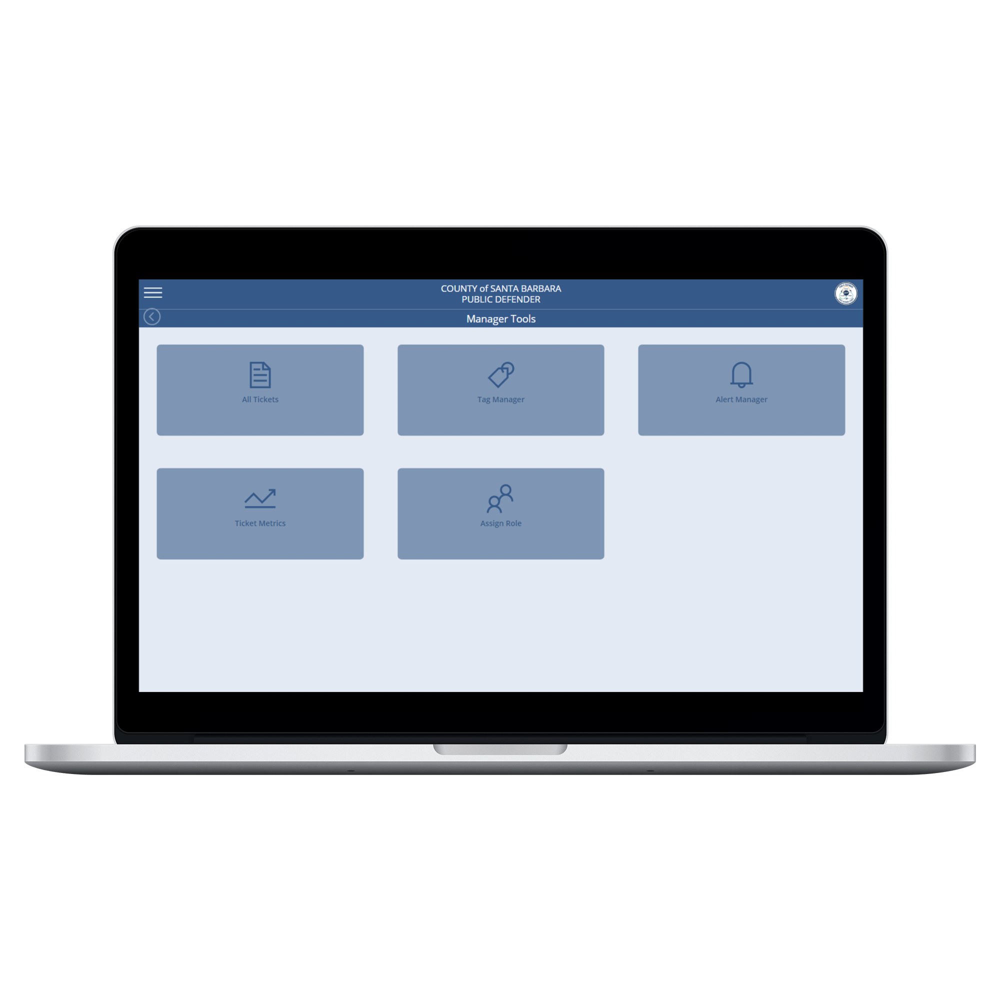 COUNTY of SANTA BARBARA
PUBLIC DEFENDER
Manager Tools
All Tickets
Tag Manager
Alert Manager
Ticket Metrics
Assign Role